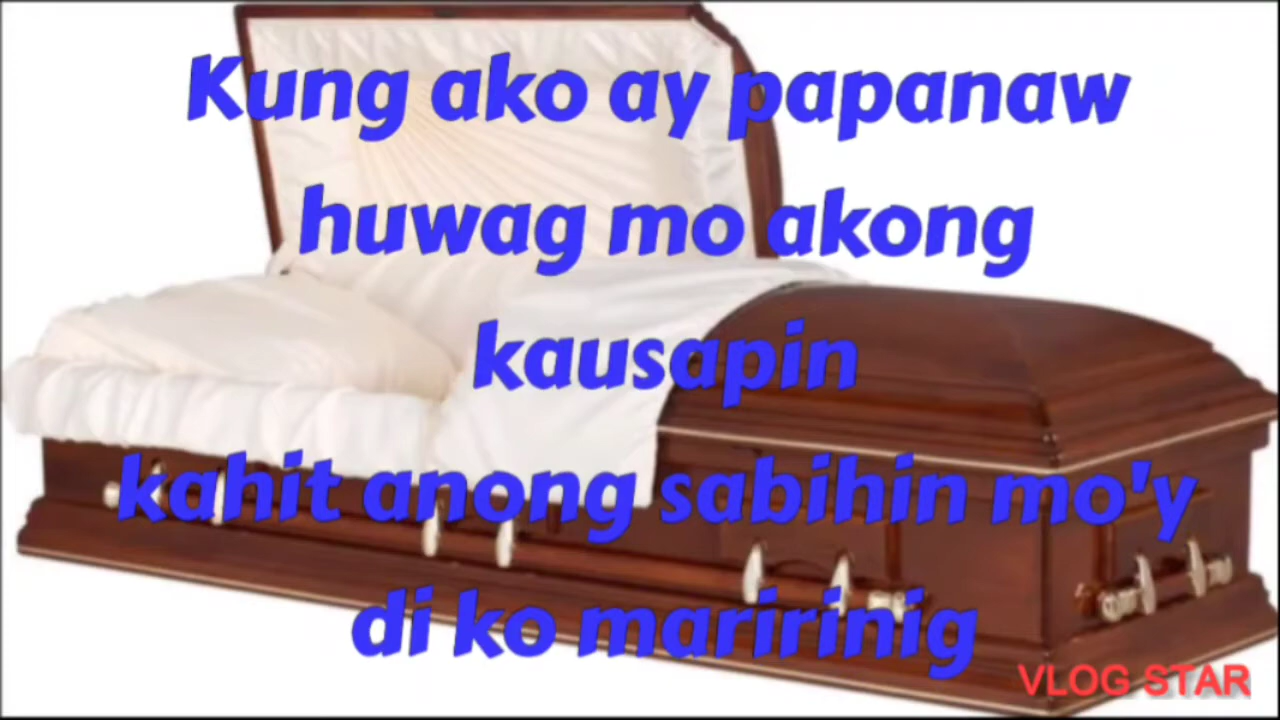 Kung ako ay papanaw
huwag mo akong
kausapin
kahit anong sabihin mo'y
di ko maririnig
VLOG STAR